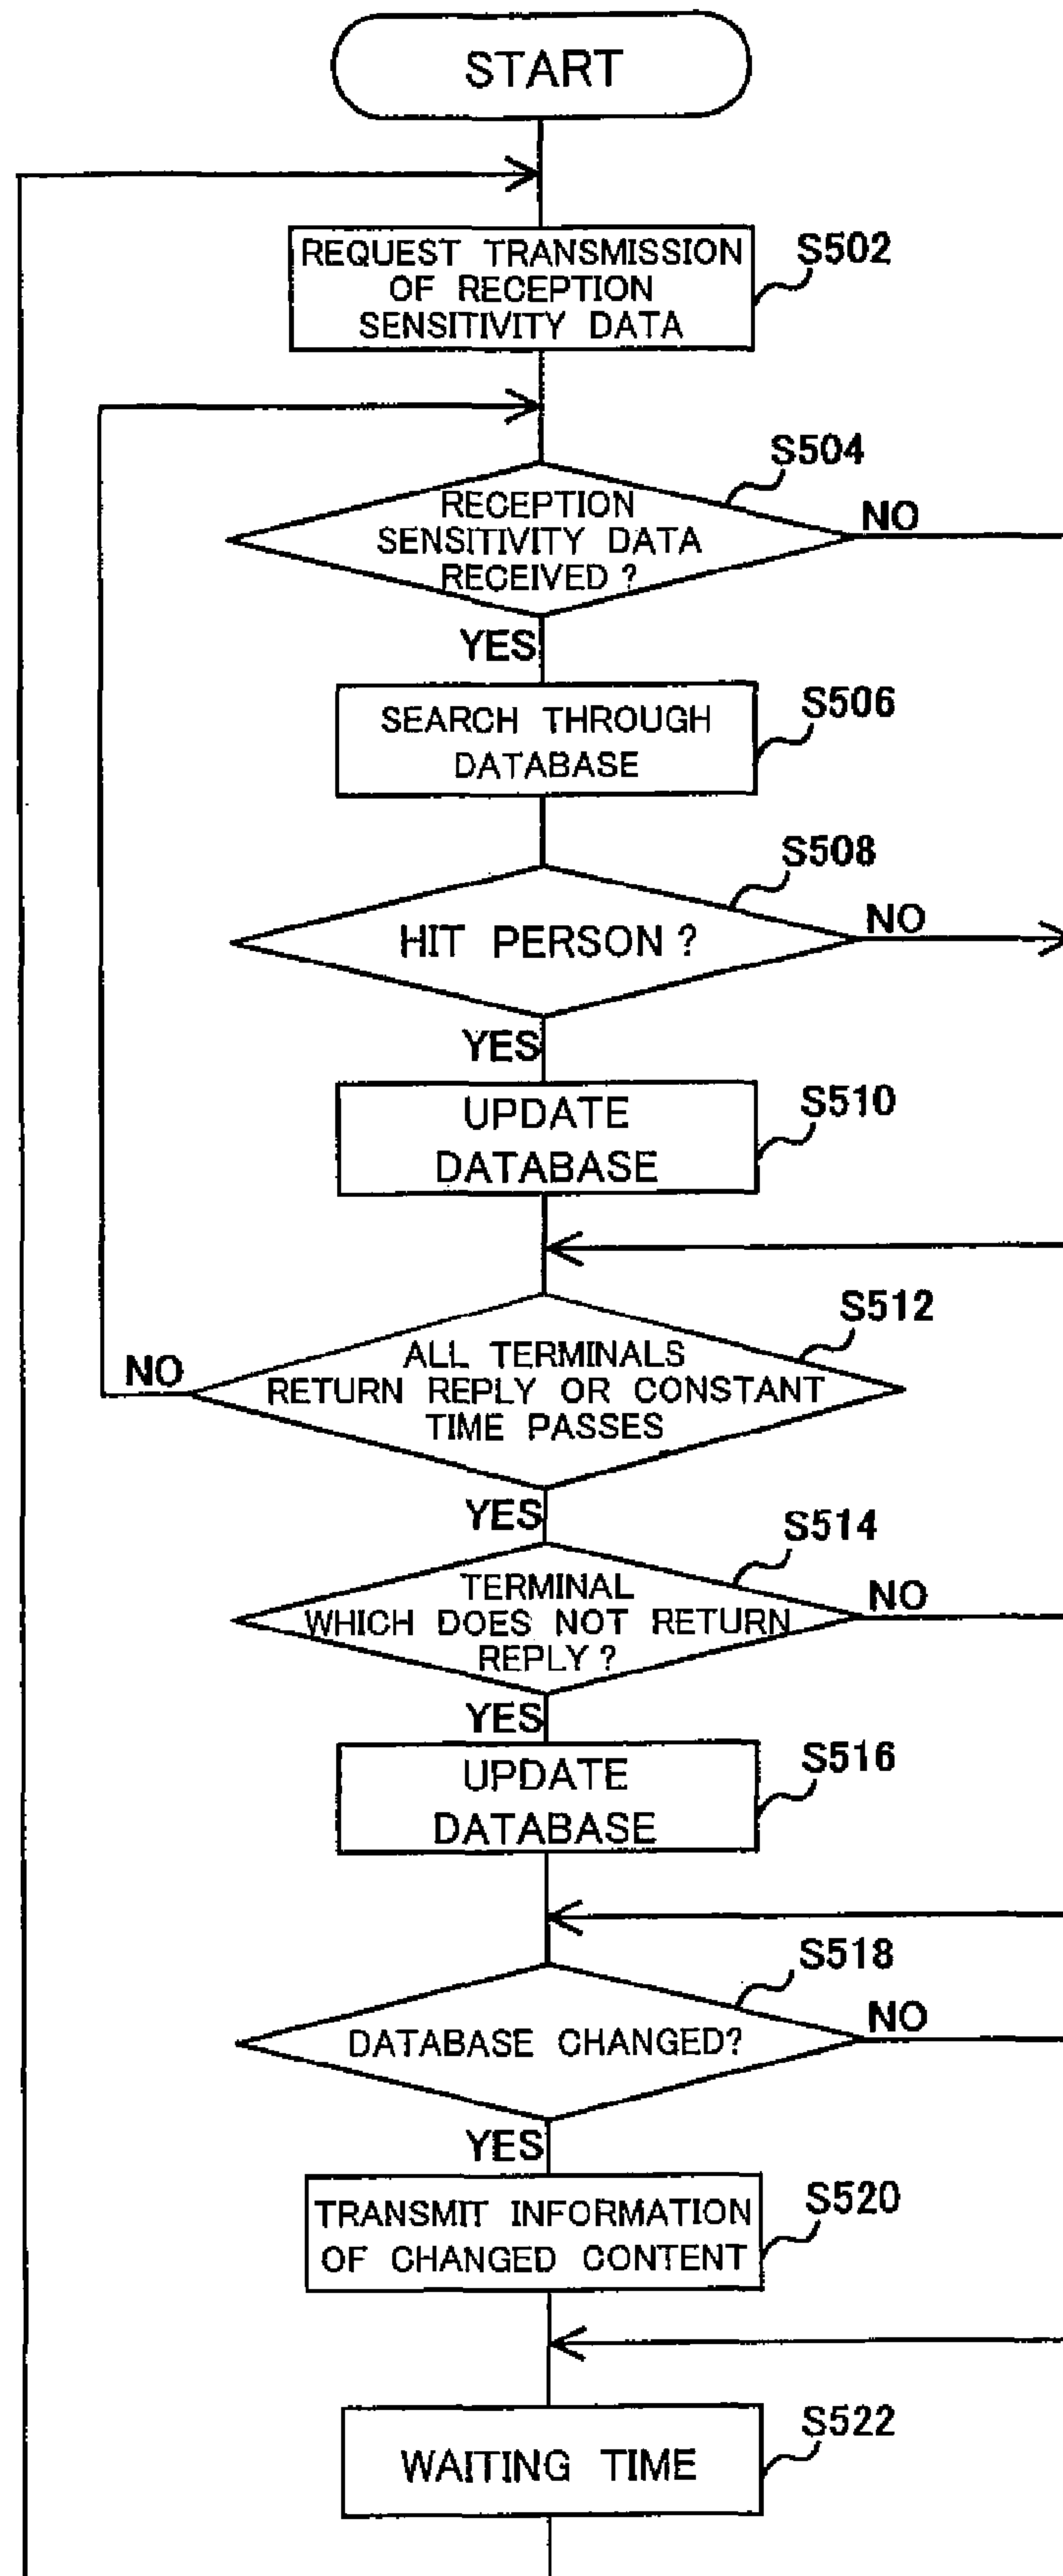 START
REQUEST TRANSMISSION
OF RECEPTION
SENSITIVITY DATA
S502
S504
RECEPTION
SENSITIVITY DATA
RECEIVED ?
NO
YES
SEARCH THROUGH
DATABASE
S506
S508
HIT PERSON ?
NO
YES
UPDATE
DATABASE
S510
S512
ALL TERMINALS
RETURN REPLY OR CONSTANT
TIME PASSES
NO
YES
S514
TERMINAL
WHICH DOES NOT RETURN
REPLY ?
NO
YES
UPDATE
DATABASE
S516
S518
DATABASE CHANGED?
NO
YES
TRANSMIT INFORMATION
OF CHANGED CONTENT
S520
WAITING TIME
S522